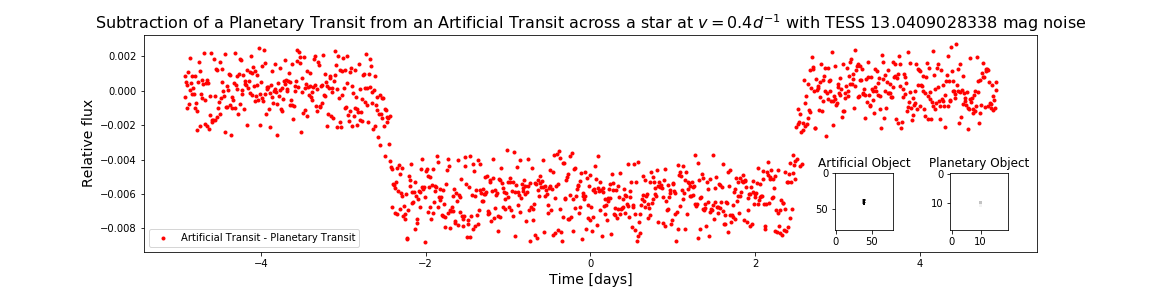 Subtraction of a Planetary Transit from an Artificial Transit across a star at v = 0.4d⁻¹ with TESS 13.0409028338 mag noise
Relative flux
0.002
0.000
−0.002
−0.004
−0.006
−0.008
Artificial Transit - Planetary Transit
Artificial Object
0
50
0 50
Planetary Object
0
10
0 10
−4 −2 0 2 4
Time [days]